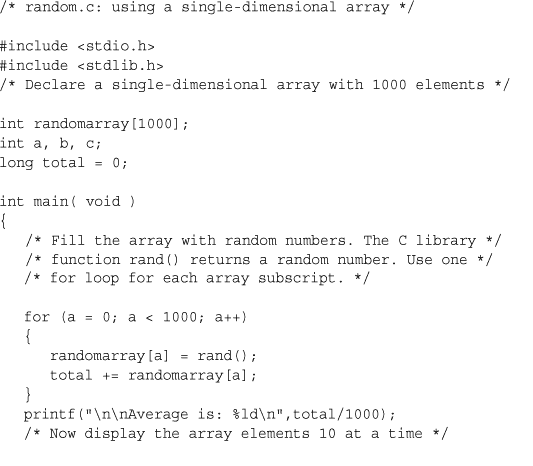 /* random.c: using a single-dimensional array */
#include <stdio.h>
#include <stdlib.h>
/* Declare a single-dimensional array with 1000 elements */
int randomarray[1000];
int a, b, c;
long total = 0;
int main( void )
{
/* Fill the array with random numbers. The C library */
/* function rand() returns a random number. Use one */
/* for loop for each array subscript. */
for (a = 0; a < 1000; a++)
{
randomarray[a] = rand();
total += randomarray[a];
}
printf("\n\nAverage is: %ld\n",total/1000);
/* Now display the array elements 10 at a time */